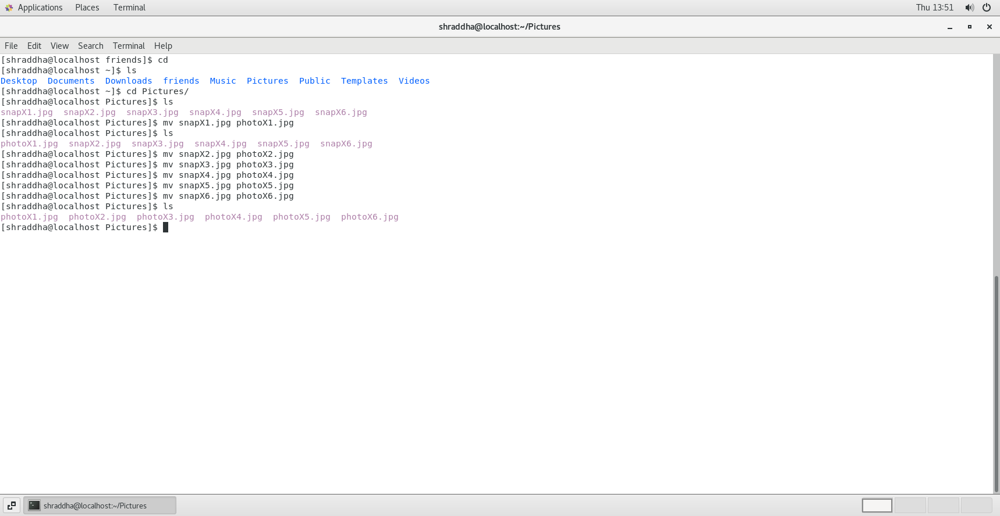 Applications Places Terminal Thu 13:51
shraddha@localhost:~/Pictures
File Edit View Search Terminal Help
[shraddha@localhost friends]$ cd
[shraddha@localhost ~]$ ls
Desktop  Documents  Downloads  friends  Music  Pictures  Public  Templates  Videos
[shraddha@localhost ~]$ cd Pictures/
[shraddha@localhost Pictures]$ ls
snapX1.jpg  snapX2.jpg  snapX3.jpg  snapX4.jpg  snapX5.jpg  snapX6.jpg
[shraddha@localhost Pictures]$ mv snapX1.jpg photoX1.jpg
[shraddha@localhost Pictures]$ ls
photoX1.jpg  snapX2.jpg  snapX3.jpg  snapX4.jpg  snapX5.jpg  snapX6.jpg
[shraddha@localhost Pictures]$ mv snapX2.jpg photoX2.jpg
[shraddha@localhost Pictures]$ mv snapX3.jpg photoX3.jpg
[shraddha@localhost Pictures]$ mv snapX4.jpg photoX4.jpg
[shraddha@localhost Pictures]$ mv snapX5.jpg photoX5.jpg
[shraddha@localhost Pictures]$ mv snapX6.jpg photoX6.jpg
[shraddha@localhost Pictures]$ ls
photoX1.jpg  photoX2.jpg  photoX3.jpg  photoX4.jpg  photoX5.jpg  photoX6.jpg
[shraddha@localhost Pictures]$
shraddha@localhost:~/Pictures